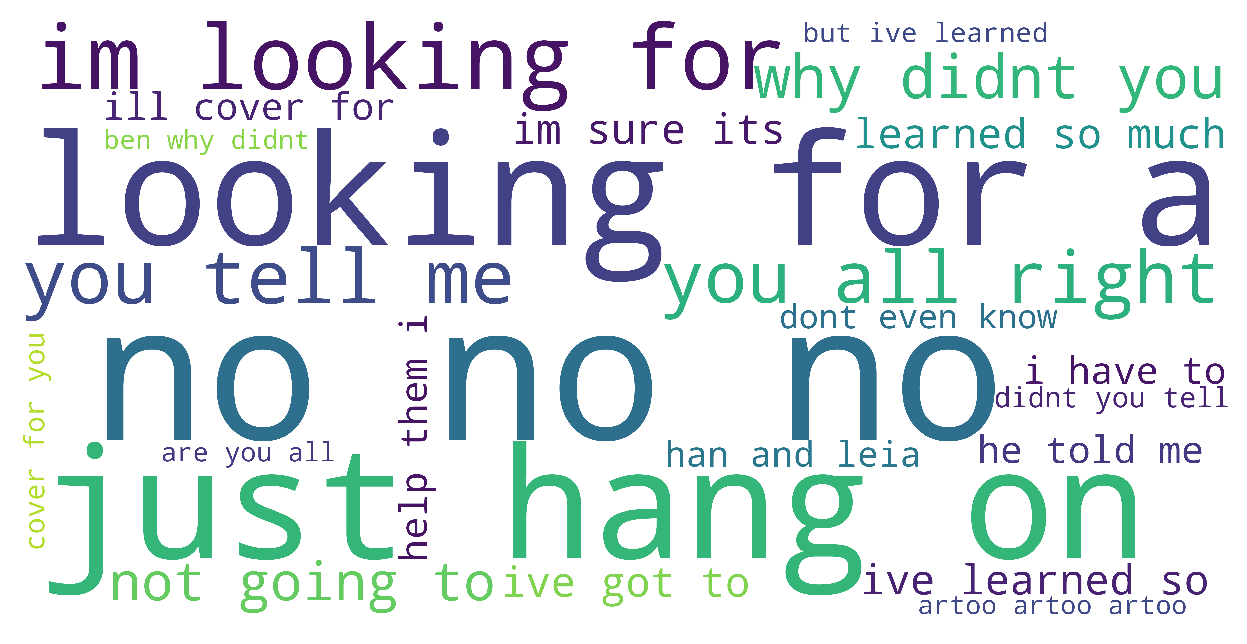 im looking for
but ive learned
why didnt you
ill cover for
ben why didnt
im sure its
learned so much
looking for a
you tell me
you all right
dont even know
no no no
cover for you
help them i
i have to
didnt you tell
are you all
han and leia
he told me
just hang on
not going to
ive got to
ive learned so
artoo artoo artoo